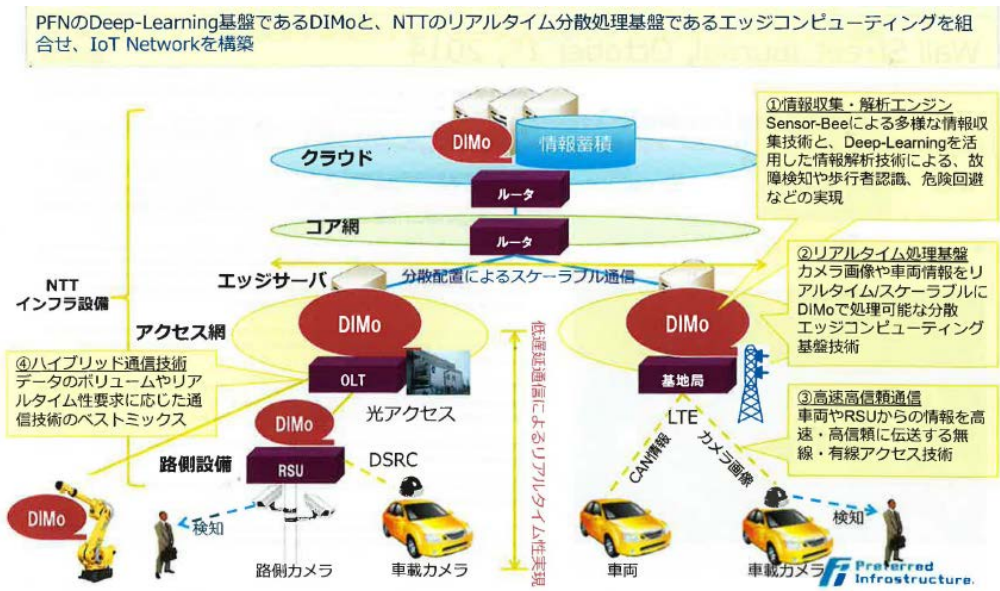 PFNのDeep-Learning基盤であるDIMoと、NTTのリアルタイム分散処理基盤であるエッジコンピューティングを組
合せ、IoT Networkを構築
DIMo
情報蓄積
クラウド
ルータ
コア網
ルータ
①情報収集・解析エンジン
Sensor-Beeによる多様な情報収
集技術と、Deep-Learningを活
用した情報解析技術による、故
障検知や歩行者認識、危険回避
などの実現
エッジサーバ
分散配置によるスケーラブル通信
NTT
インフラ設備
DIMo
DIMo
②リアルタイム処理基盤
カメラ画像や車両情報をリ
アルタイム/スケーラブルに
DIMoで処理可能な分散
エッジコンピューティング
基盤技術
アクセス網
OLT
光アクセス
基地局
LTE
④ハイブリッド通信技術
データのボリュームやリア
ルタイム性要求に応じた通
信技術のベストミックス
低遅延通信によるリアルタイム性実現
③高速高信頼通信
車両やRSUからの情報を高
速・高信頼に伝送する無
線・有線アクセス技術
DIMo
路側設備
RSU
DSRC
CAN情報
カメラ画像
DIMo
検知
検知
路側カメラ
車載カメラ
車両
車載カメラ
Preferred
Infrastructure.